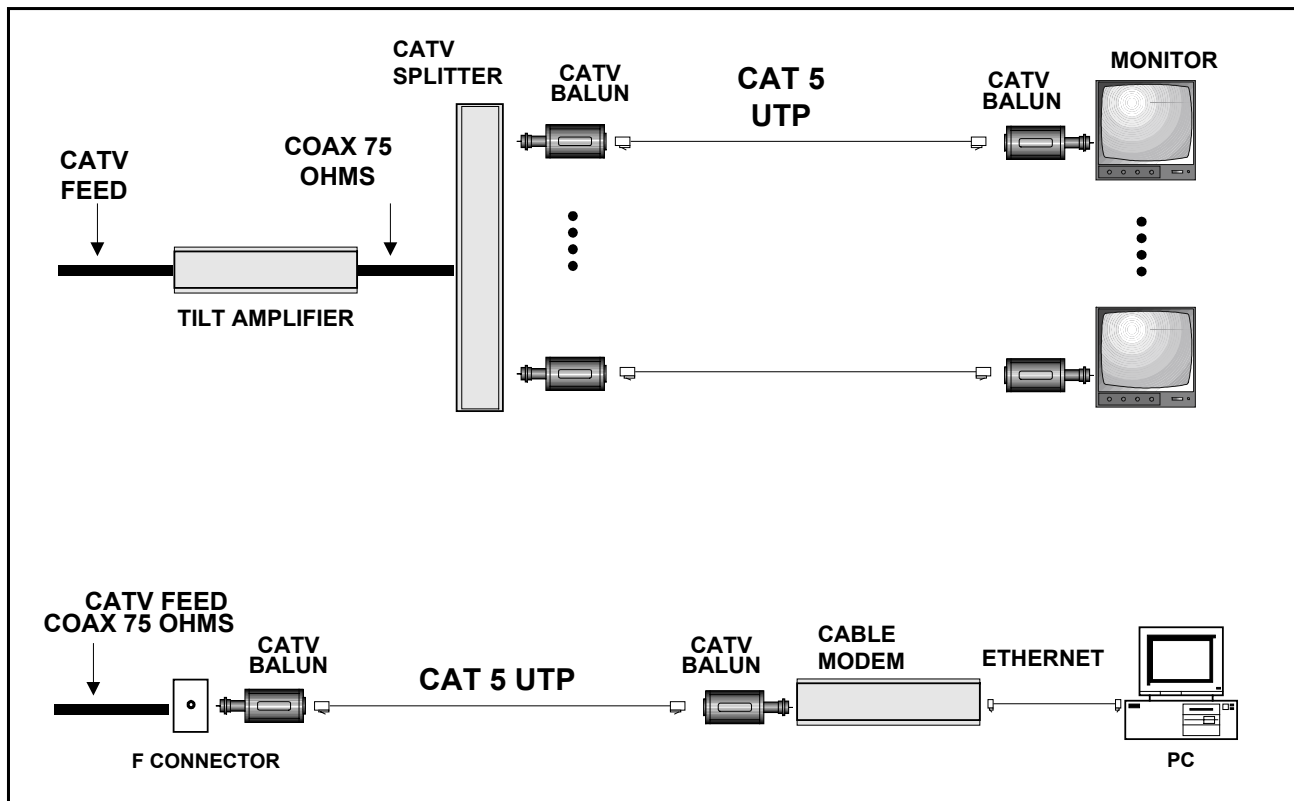 CATV
SPLITTER
CATV
BALUN
CAT 5
UTP
CATV
BALUN
MONITOR
CATV
FEED
COAX 75
OHMS
TILT AMPLIFIER
CATV FEED
COAX 75 OHMS
CATV
BALUN
CAT 5 UTP
CATV
BALUN
CABLE
MODEM
ETHERNET
F CONNECTOR
PC